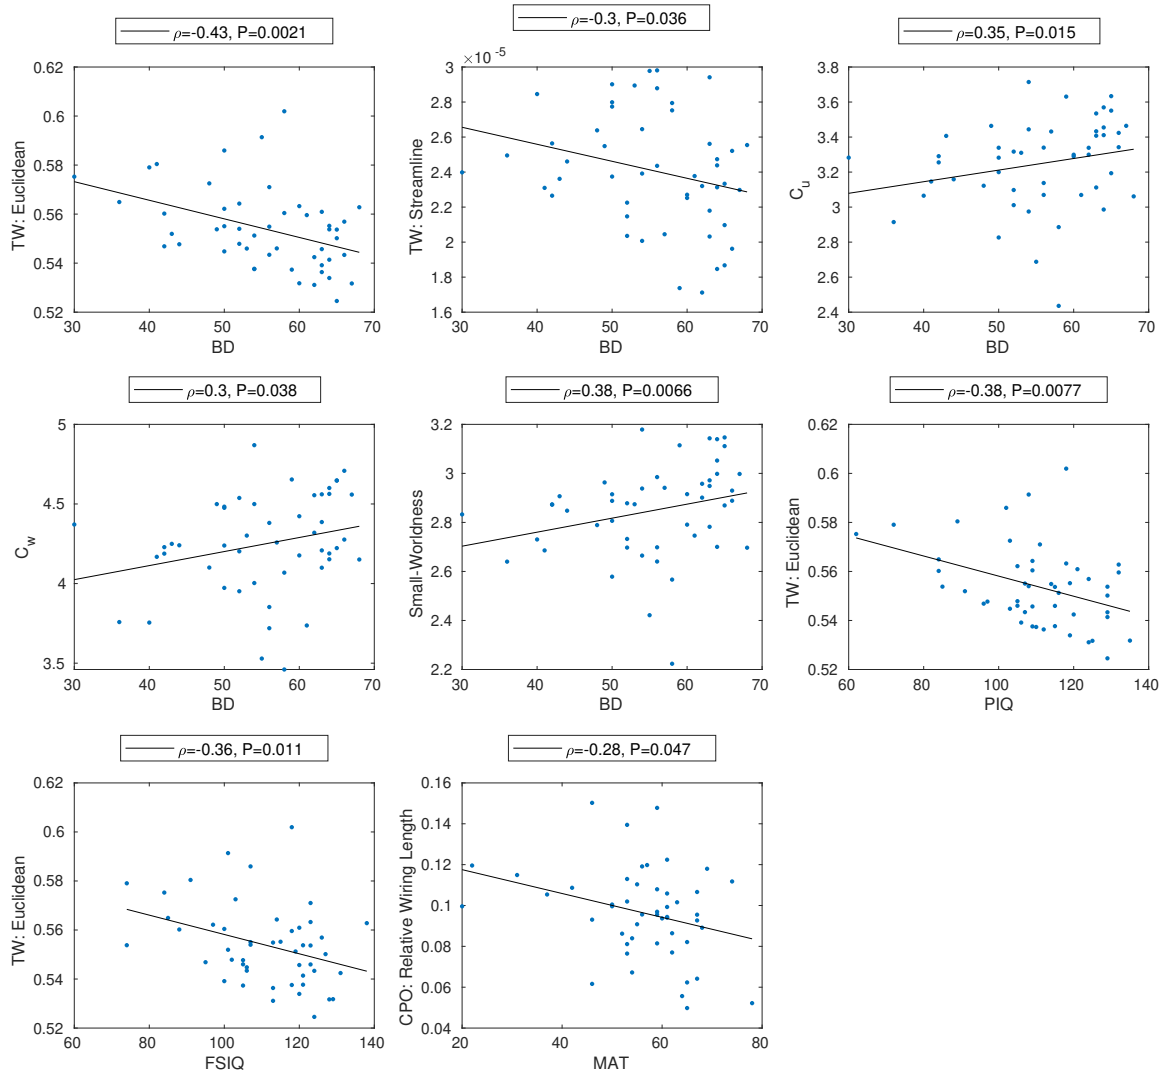 ρ=-0.43, P=0.0021
0.62
0.6
0.58
0.56
0.54
0.52
TW: Euclidean
30 40 50 60 70
BD
ρ=-0.3, P=0.036
×10 -5
3
2.8
2.6
2.4
2.2
2
1.8
1.6
TW: Streamline
30 40 50 60 70
BD
ρ=0.35, P=0.015
3.8
3.6
3.4
3.2
3
2.8
2.6
2.4
C_u
30 40 50 60 70
BD
ρ=0.3, P=0.038
5
4.5
4
3.5
C_w
30 40 50 60 70
BD
ρ=0.38, P=0.0066
3.2
3
2.8
2.6
2.4
2.2
Small-Worldness
30 40 50 60 70
BD
ρ=-0.38, P=0.0077
0.62
0.6
0.58
0.56
0.54
0.52
TW: Euclidean
60 80 100 120 140
PIQ
ρ=-0.36, P=0.011
0.62
0.6
0.58
0.56
0.54
0.52
TW: Euclidean
60 80 100 120 140
FSIQ
ρ=-0.28, P=0.047
0.16
0.14
0.12
0.1
0.08
0.06
0.04
CPO: Relative Wiring Length
20 40 60 80
MAT